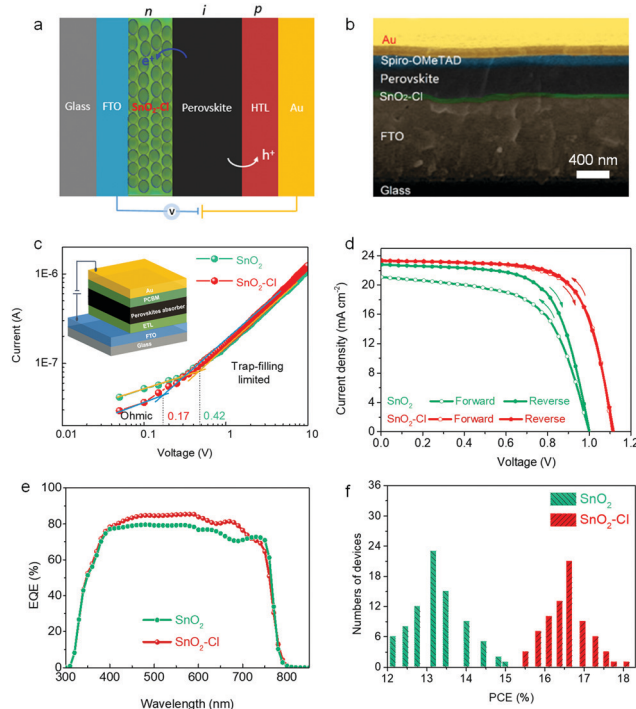 a
n
i
p
e⁻
Glass
FTO
SnO₂-Cl
Perovskite
HTL
Au
h⁺
V
b
Au
Spiro-OMeTAD
Perovskite
SnO₂-Cl
FTO
400 nm
Glass
c
SnO₂
SnO₂-Cl
Au
PCBM
Perovskites absorber
ETL
FTO
Glass
1E-6
1E-7
Current (A)
Trap-filling
limited
Ohmic
0.17
0.42
0.01
0.1
1
10
Voltage (V)
d
24
20
16
12
8
4
0
Current density (mA cm⁻²)
SnO₂ Forward Reverse
SnO₂-Cl Forward Reverse
0.0 0.2 0.4 0.6 0.8 1.0 1.2
Voltage (V)
e
100
80
60
40
20
0
EQE (%)
SnO₂
SnO₂-Cl
300 400 500 600 700 800
Wavelength (nm)
f
36
30
24
18
12
6
0
Numbers of devices
SnO₂
SnO₂-Cl
12 13 14 15 16 17 18
PCE (%)